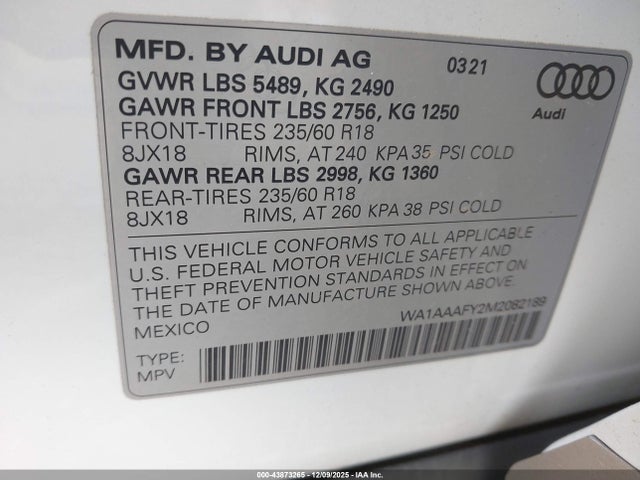 MFD. BY AUDI AG 03 21
GVWR LBS 5489, KG 2490
GAWR FRONT LBS 2756, KG 1250
Audi
FRONT-TIRES 235/60 R18
8JX18 RIMS, AT 240 KPA 35 PSI COLD
GAWR REAR LBS 2998, KG 1360
REAR-TIRES 235/60 R18
8JX18 RIMS, AT 260 KPA 38 PSI COLD
THIS VEHICLE CONFORMS TO ALL APPLICABLE
U.S. FEDERAL MOTOR VEHICLE SAFETY AND
THEFT PREVENTION STANDARDS IN EFFECT ON
THE DATE OF MANUFACTURE SHOWN ABOVE.
MEXICO
WA1AAAFY2M2082189
TYPE:
MPV
000-43873265 - 12/09/2025 - IAA Inc.